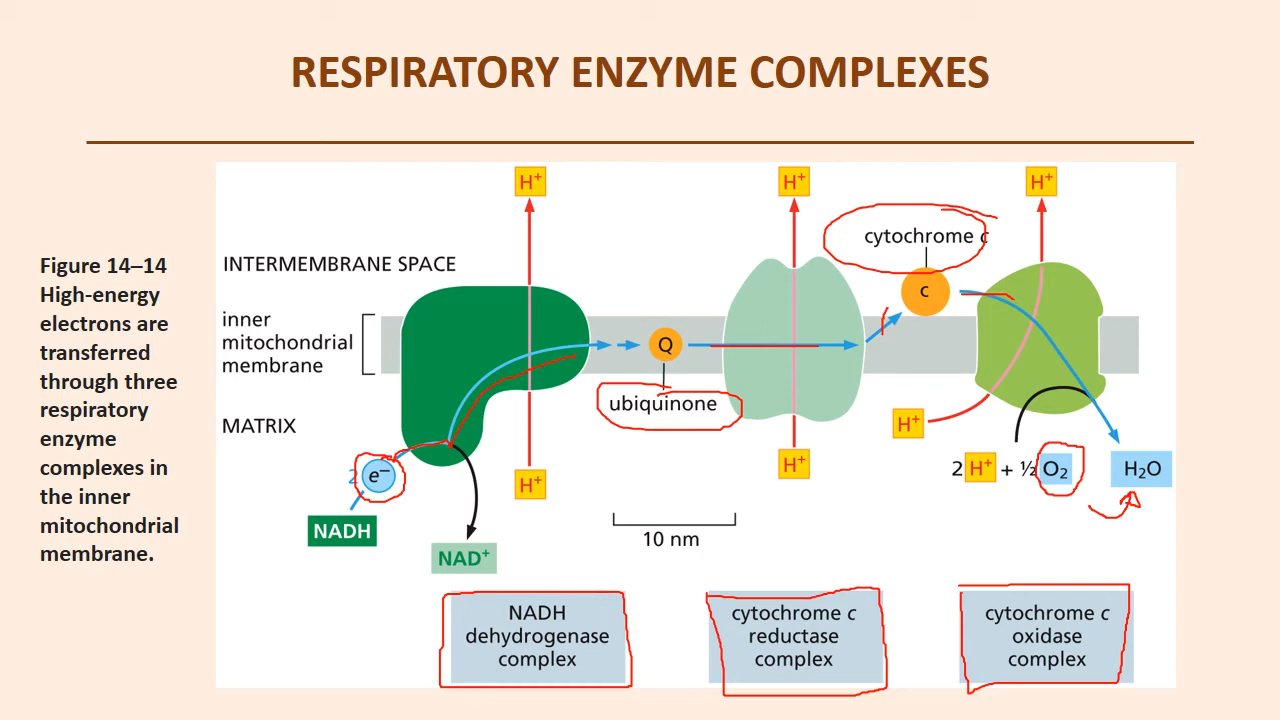 RESPIRATORY ENZYME COMPLEXES
Figure 14–14
High-energy
electrons are
transferred
through three
respiratory
enzyme
complexes in
the inner
mitochondrial
membrane.
H⁺
H⁺
H⁺
cytochrome c
INTERMEMBRANE SPACE
c
inner
mitochondrial
membrane
Q
ubiquinone
MATRIX
H⁺
H⁺
2 e⁻
H⁺
2 H⁺ + ½ O₂
H₂O
NADH
NAD⁺
10 nm
NADH
dehydrogenase
complex
cytochrome c
reductase
complex
cytochrome c
oxidase
complex